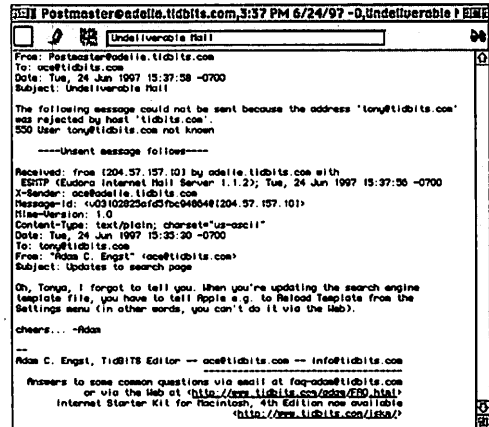 Postmaster@adelie.tidbits.com,3:37 PM 6/24/97 -0,Undeliverable M
Undeliverable Mail
From: Postmaster@adelie.tidbits.com
To: ace@tidbits.com
Date: Tue, 24 Jun 1997 15:37:58 -0700
Subject: Undeliverable Mail
The following message could not be sent because the address 'tony@tidbits.com'
was rejected by host 'tidbits.com'.
550 User tony@tidbits.com not known
----Unsent message follows----
Received: from [204.57.157.10] by adelie.tidbits.com with
ESMTP (Eudora Internet Mail Server 1.1.2); Tue, 24 Jun 1997 15:37:56 -0700
X-Sender: ace@adelie.tidbits.com
Message-Id: <v03102825afd5fbc94864@[204.57.157.10]>
Mime-Version: 1.0
Content-Type: text/plain; charset="us-ascii"
Date: Tue, 24 Jun 1997 15:35:30 -0700
To: tony@tidbits.com
From: "Adam C. Engst" <ace@tidbits.com>
Subject: Updates to search page
Oh, Tonya, I forgot to tell you. When you're updating the search engine
template file, you have to tell Apple e.g. to Reload Template from the
Settings menu (in other words, you can't do it via the Web).
cheers... -Adam
--
Adam C. Engst, TidBITS Editor -- ace@tidbits.com -- info@tidbits.com
Answers to some common questions via email at faq-adam@tidbits.com
or via the Web at <http://www.tidbits.com/adam/FAQ.html>
Internet Starter Kit for Macintosh, 4th Edition now available
<http://www.tidbits.com/iskm/>